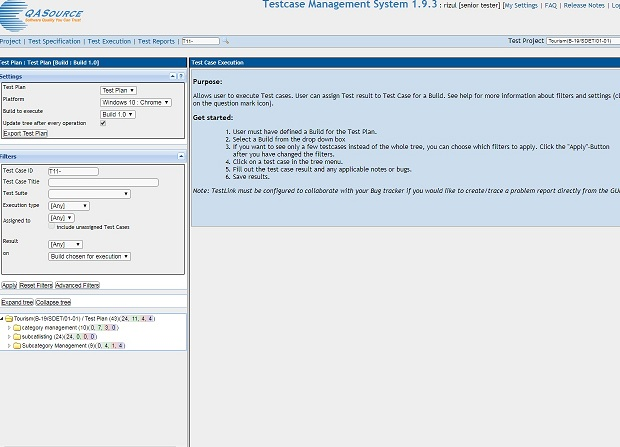 QASOURCE
Software Quality You Can Trust
Testcase Management System 1.9.3 : rizul [senior tester] [My Settings | FAQ | Release Notes | Lo
Project | Test Specification | Test Execution | Test Reports | T11-
Test Project Tourism(B-19/SDET/01-01)
Test Plan : Test Plan [Build : Build 1.0]
Test Case Execution
Settings
Test Plan Test Plan
Platform Windows 10 : Chrome
Build to execute Build 1.0
Update tree after every operation
Export Test Plan
Filters
Test Case ID T11-
Test Case Title
Test Suite
Execution type [Any]
Assigned to [Any]
include unassigned Test Cases
Result [Any]
on Build chosen for execution
Apply Reset Filters Advanced Filters
Expand tree Collapse tree
Tourism(B-19/SDET/01-01) / Test Plan (43)(24, 11, 4, 4)
category management (10)(0, 7, 3, 0)
subcatlisting (24)(24, 0, 0, 0)
Subcategory Management (9)(0, 4, 1, 4)
Purpose:
Allows user to execute Test cases. User can assign Test result to Test Case for a Build. See help for more information about filters and settings (cl
on the question mark icon).
Get started:
1. User must have defined a Build for the Test Plan.
2. Select a Build from the drop down box
3. If you want to see only a few testcases instead of the whole tree, you can choose which filters to apply. Click the "Apply"-Button
after you have changed the filters.
4. Click on a test case in the tree menu.
5. Fill out the test case result and any applicable notes or bugs.
6. Save results.
Note: TestLink must be configured to collaborate with your Bug tracker if you would like to create/trace a problem report directly from the GUI